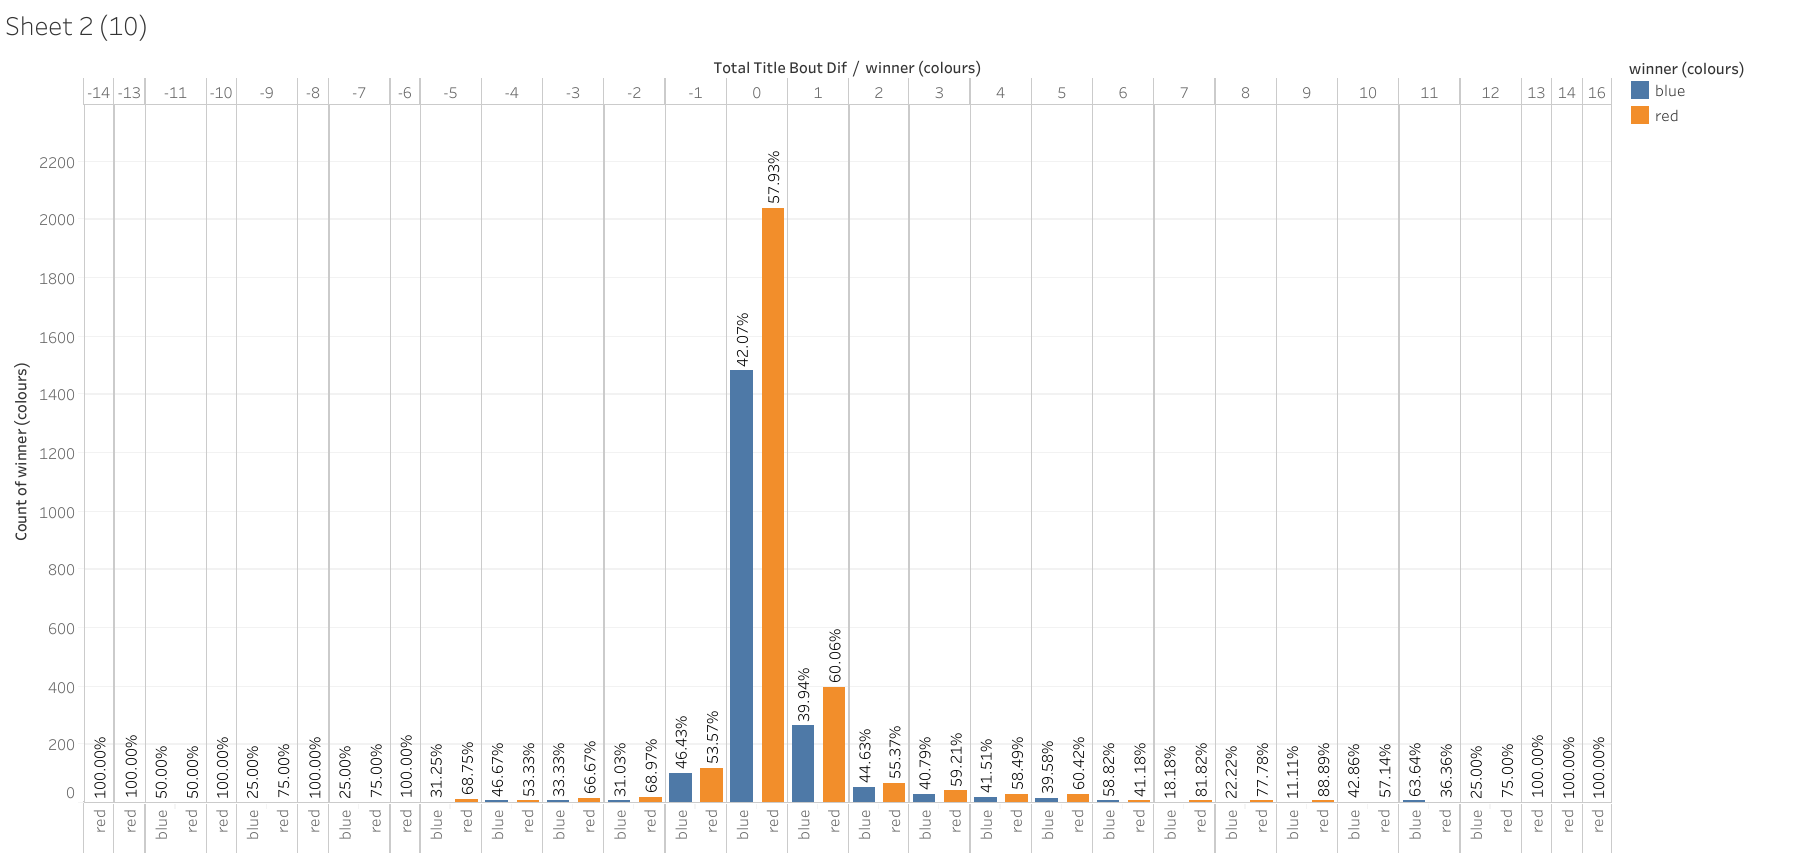 Sheet 2 (10)
Total Title Bout Dif / winner (colours)
-14 -13 -11 -10 -9 -8 -7 -6 -5 -4 -3 -2 -1 0 1 2 3 4 5 6 7 8 9 10 11 12 13 14 16
winner (colours)
blue
red
Count of winner (colours)
2200
2000
1800
1600
1400
1200
1000
800
600
400
200
0
100.00% 100.00% 50.00% 50.00% 100.00% 25.00% 75.00% 100.00% 25.00% 75.00% 100.00% 31.25% 68.75% 46.67% 53.33% 33.33% 66.67% 31.03% 68.97% 46.43% 53.57% 42.07% 57.93% 39.94% 60.06% 44.63% 55.37% 40.79% 59.21% 41.51% 58.49% 39.58% 60.42% 58.82% 41.18% 18.18% 81.82% 22.22% 77.78% 11.11% 88.89% 42.86% 57.14% 63.64% 36.36% 25.00% 75.00% 100.00% 100.00% 100.00%
red red blue red red blue red red blue red red blue red blue red blue red blue red blue red blue red blue red blue red blue red blue red blue red blue red blue red blue red blue red blue red blue red blue red red red red